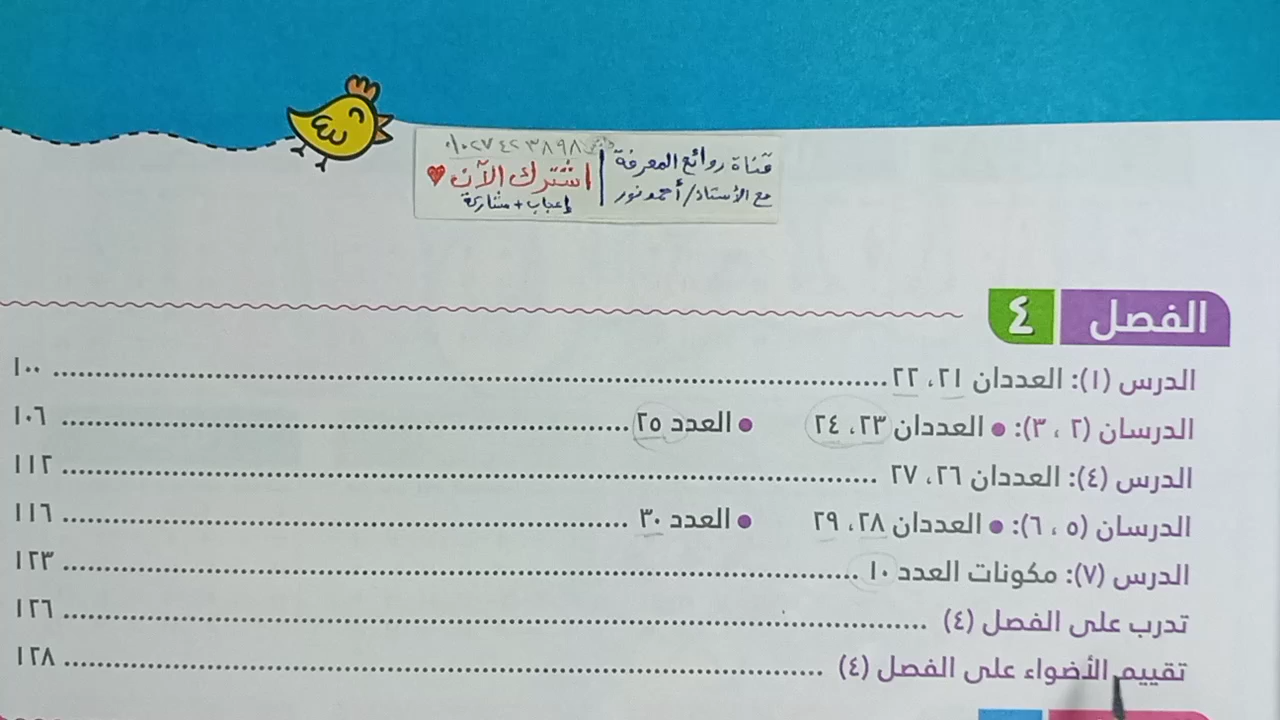 قناة روائع المعرفة
مع الأستاذ/أحمد نور
٠١٠٢٧٤٢٣٨٩٨
اشترك الآن
إعجاب + مشاركة
الفصل ٤
الدرس (١): العددان ٢١، ٢٢ ١٠٠
الدرسان (٢ ، ٣): • العددان ٢٣، ٢٤ • العدد ٢٥ ١٠٦
الدرس (٤): العددان ٢٦، ٢٧ ١١٢
الدرسان (٥ ، ٦): • العددان ٢٨، ٢٩ • العدد ٣٠ ١١٦
الدرس (٧): مكونات العدد ١٠ ١٢٣
تدرب على الفصل (٤) ١٢٦
تقييم الأضواء على الفصل (٤) ١٢٨